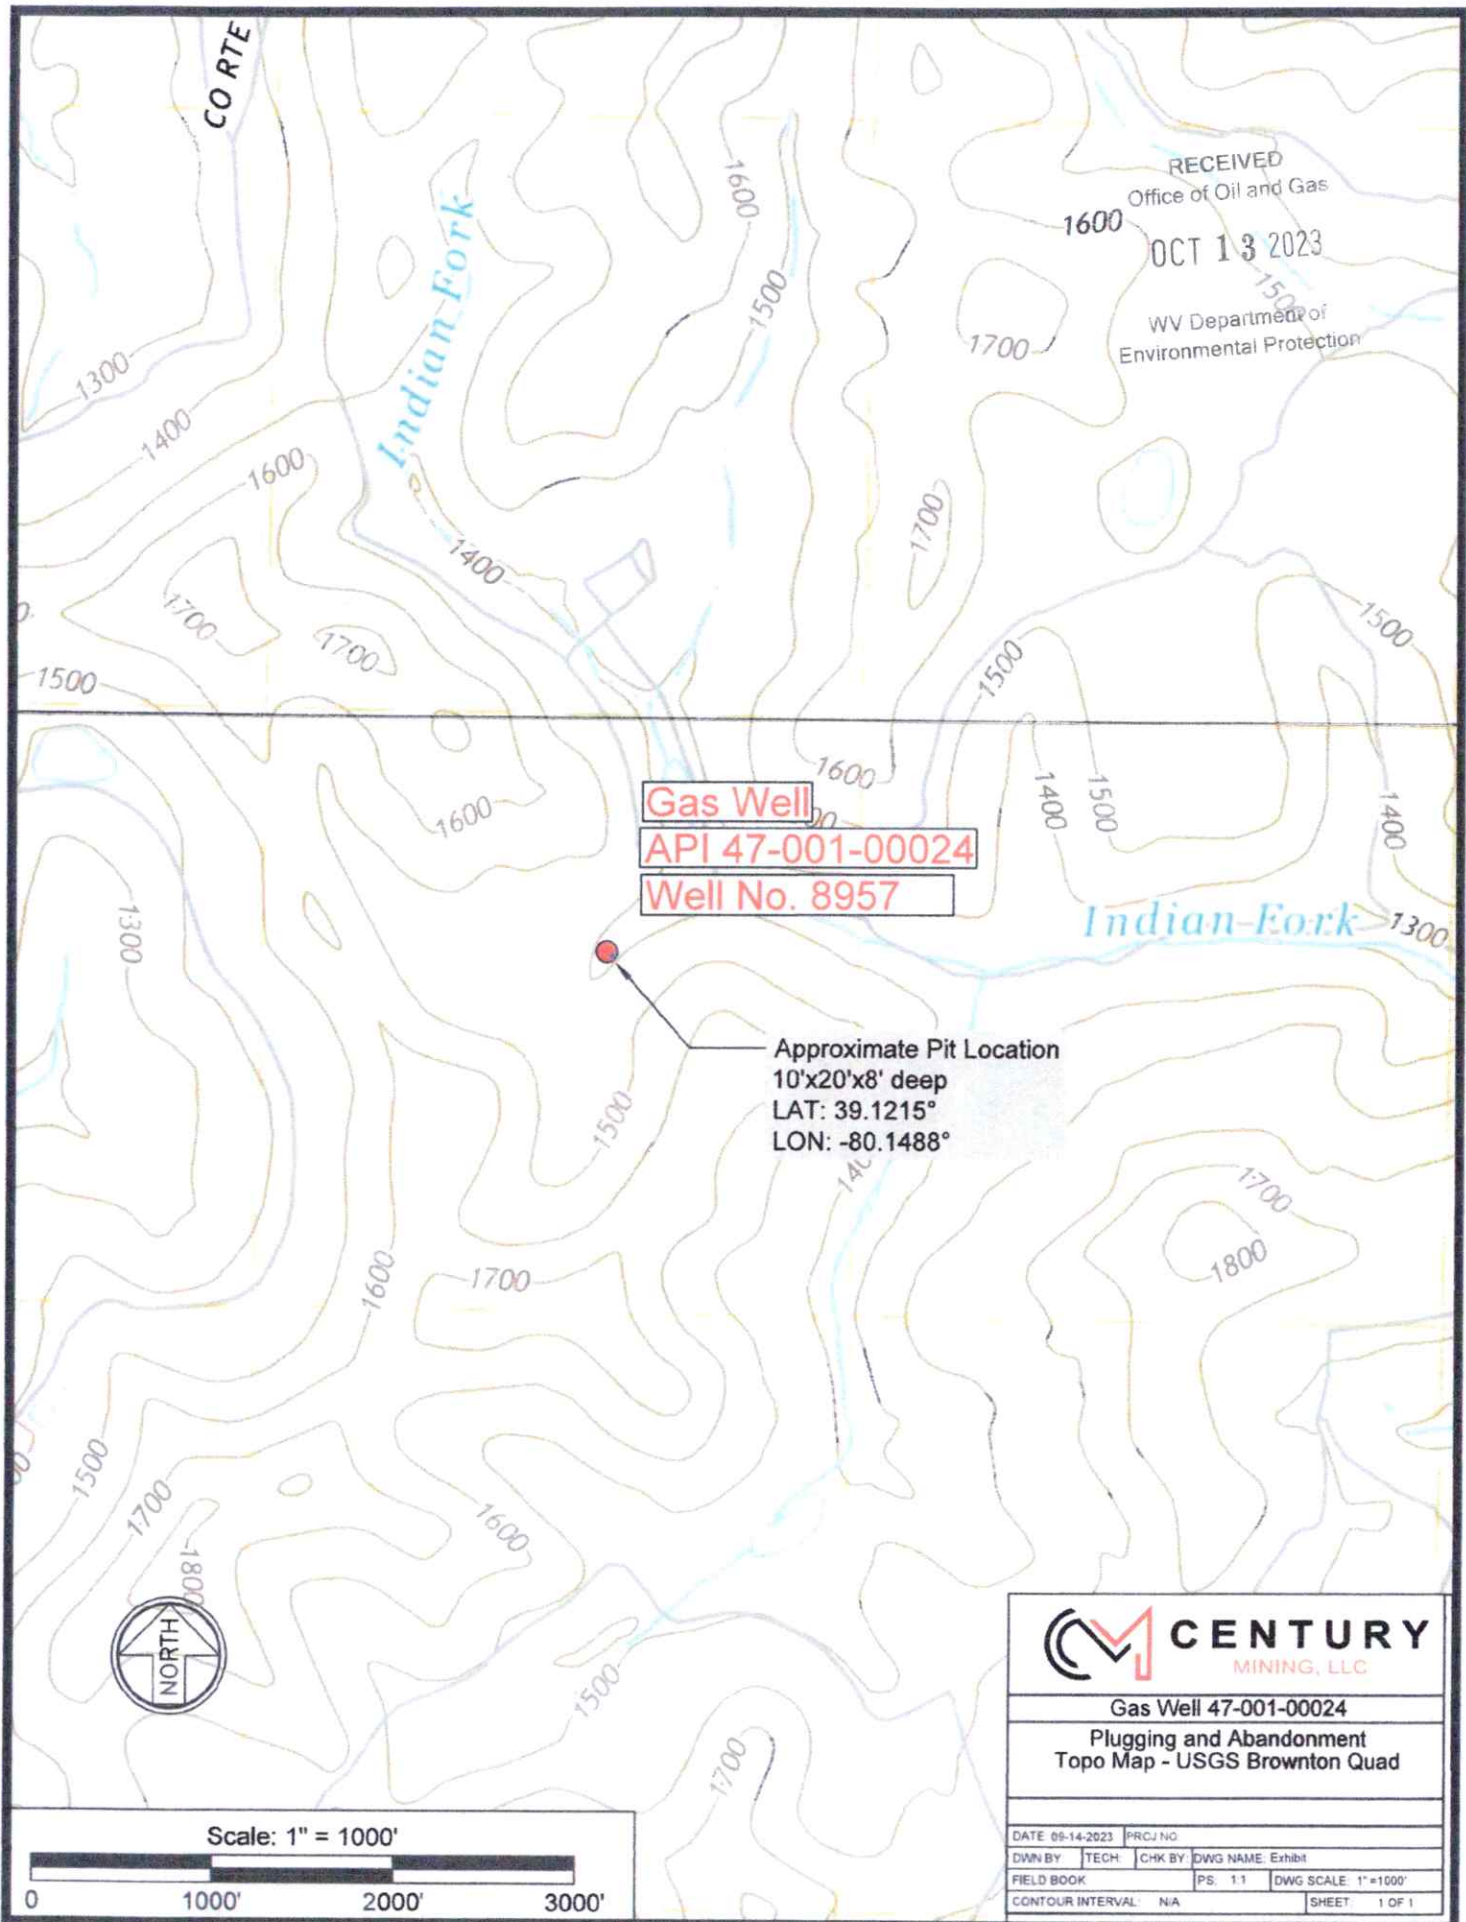 CO RTE
RECEIVED
Office of Oil and Gas
1600
OCT 13 2023
WV Department of
Environmental Protection
1600
1500
1500
1700
1300
Indian Fork
1400
1600
1700
1400
1700
1700
1500
1500
1500
1600
1400
1500
1400
1600
Gas Well
API 47-001-00024
Well No. 8957
1300
Indian Fork
1300
Approximate Pit Location
10'x20'x8' deep
LAT: 39.1215°
LON: -80.1488°
1500
1700
1800
1600
1700
1500
1700
1600
1800
NORTH
1500
1700
CENTURY
MINING, LLC
Gas Well 47-001-00024
Plugging and Abandonment
Topo Map - USGS Brownton Quad
DATE 09-14-2023 PROJ NO
DWN BY TECH: CHK BY: DWG NAME: Exhibit
FIELD BOOK PS: 1:1 DWG SCALE: 1"=1000'
CONTOUR INTERVAL: N/A SHEET: 1 OF 1
Scale: 1" = 1000'
0 1000' 2000' 3000'